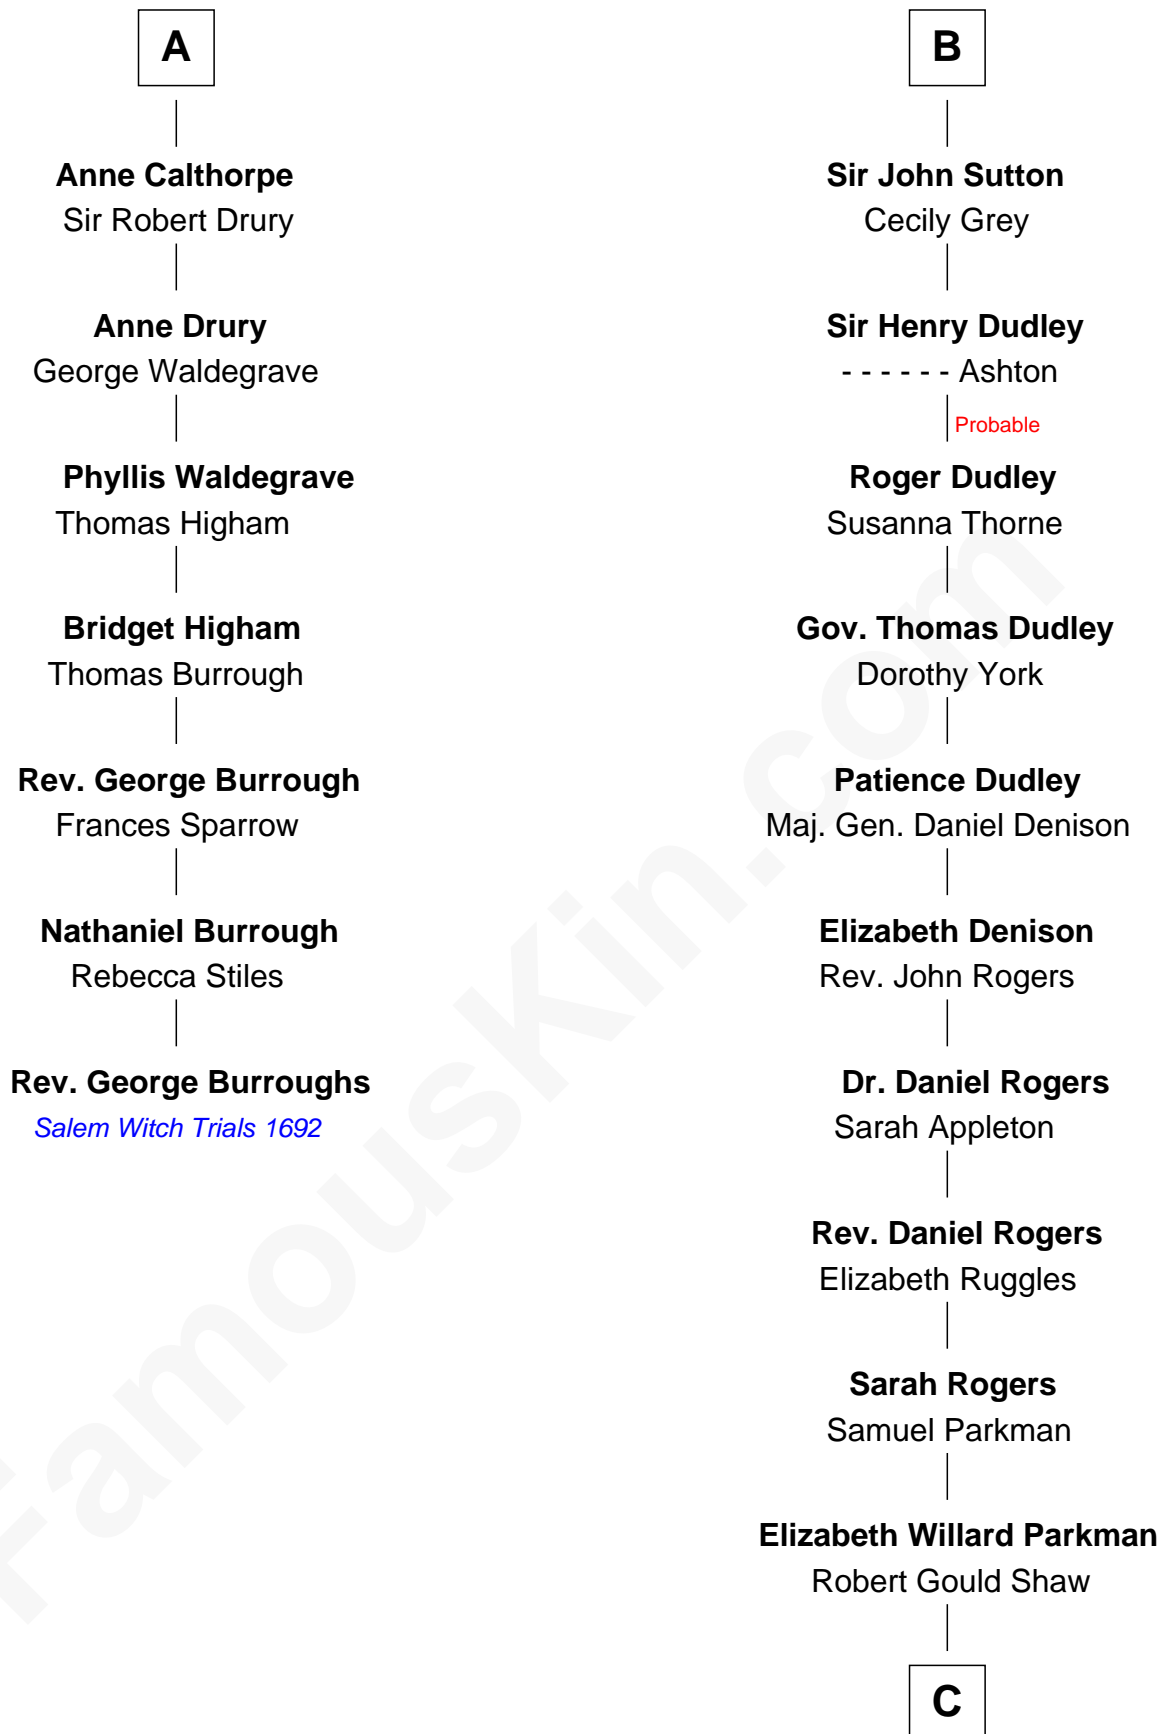 A
Anne Calthorpe
Sir Robert Drury
Anne Drury
George Waldegrave
Phyllis Waldegrave
Thomas Higham
Bridget Higham
Thomas Burrough
Rev. George Burrough
Frances Sparrow
Nathaniel Burrough
Rebecca Stiles
Rev. George Burroughs
Salem Witch Trials 1692
B
Sir John Sutton
Cecily Grey
Sir Henry Dudley
- - - - - - Ashton
Probable
Roger Dudley
Susanna Thorne
Gov. Thomas Dudley
Dorothy York
Patience Dudley
Maj. Gen. Daniel Denison
Elizabeth Denison
Rev. John Rogers
Dr. Daniel Rogers
Sarah Appleton
Rev. Daniel Rogers
Elizabeth Ruggles
Sarah Rogers
Samuel Parkman
Elizabeth Willard Parkman
Robert Gould Shaw
C
FamousKin.com